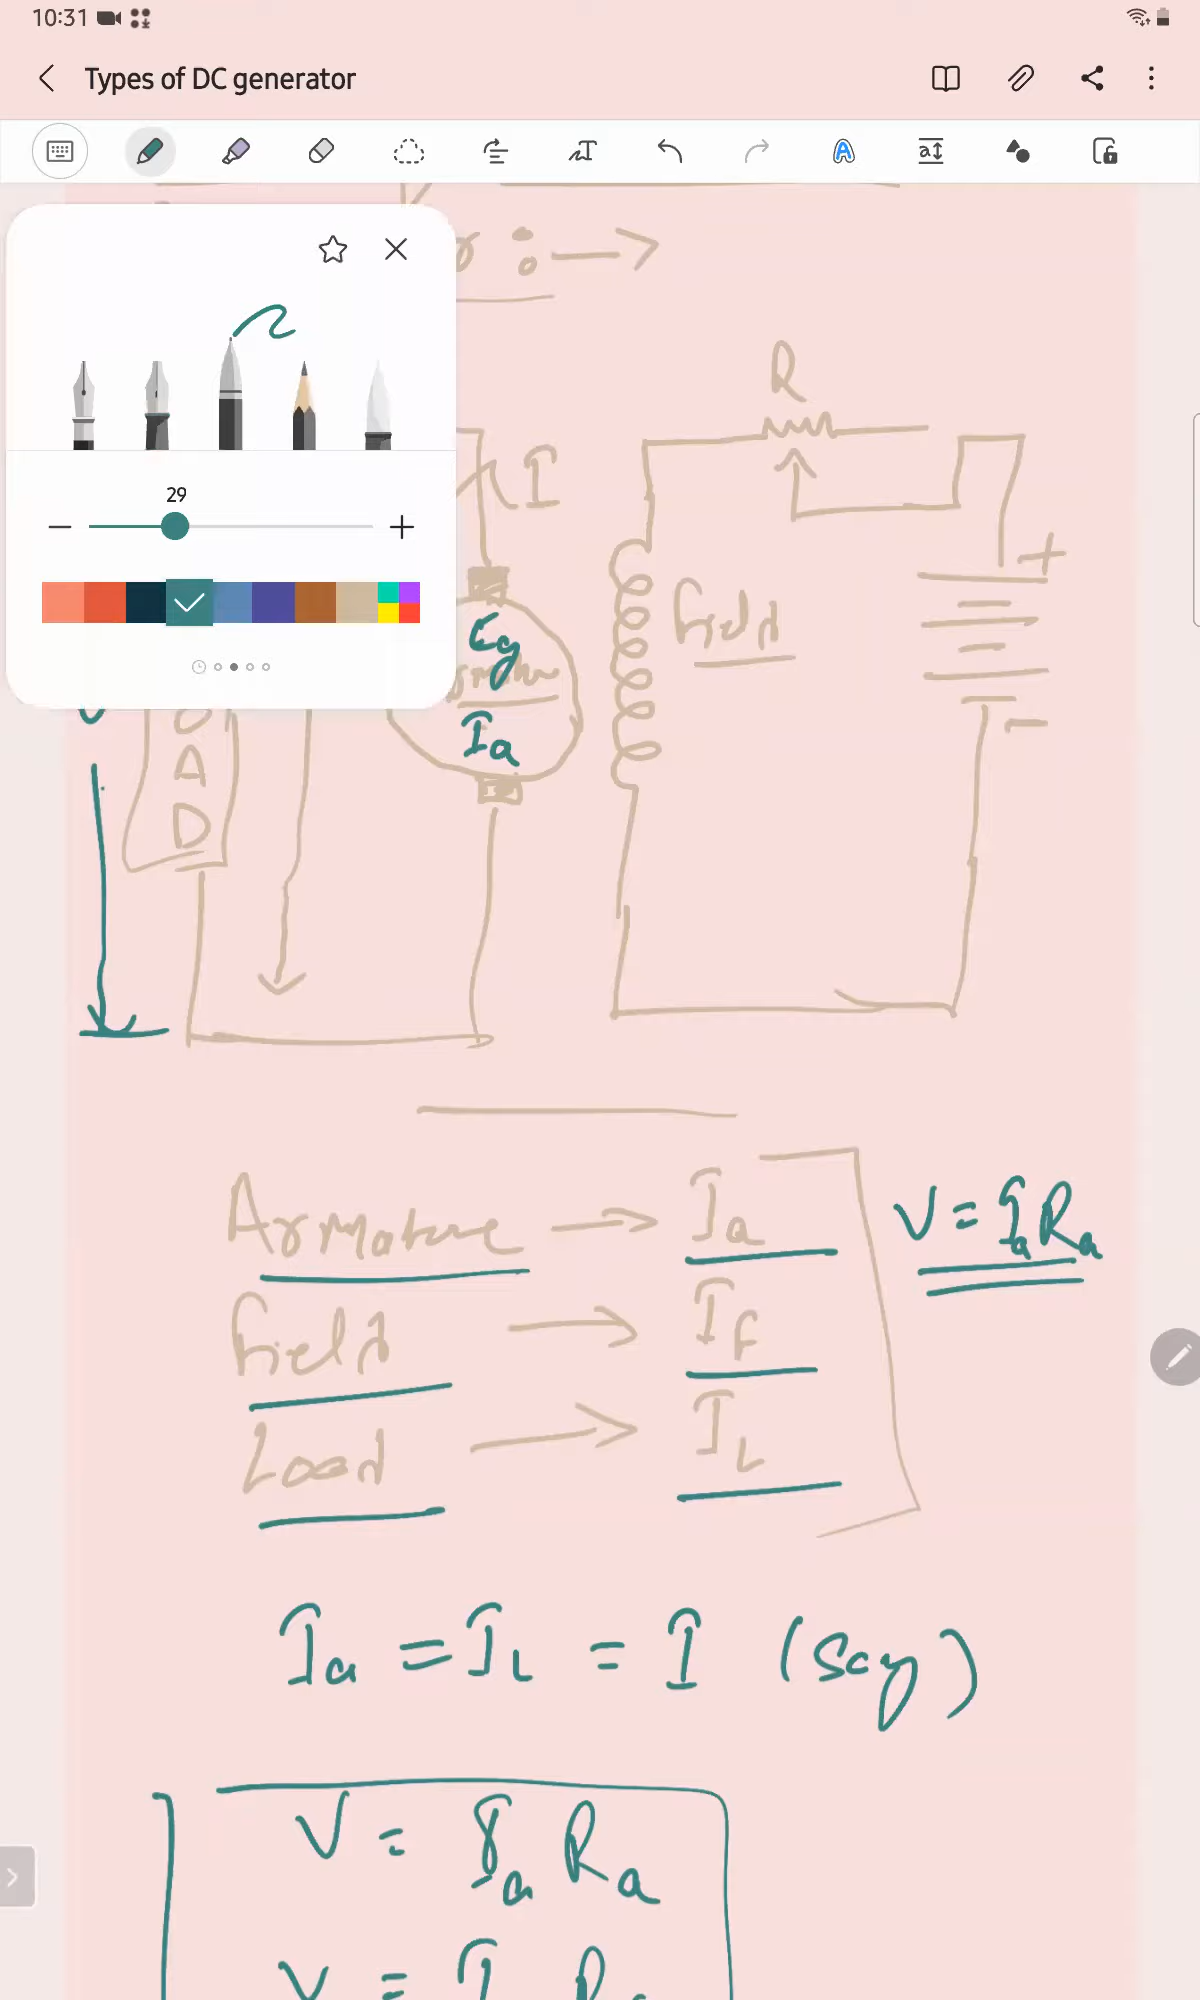 10:31
Types of DC generator
R
I
29
+
Eg
Field
Ia
-
O
A
D
Armature → Ia
V = IaRa
Field → If
Load → IL
Ia = IL = I (Say)
V = Ia Ra